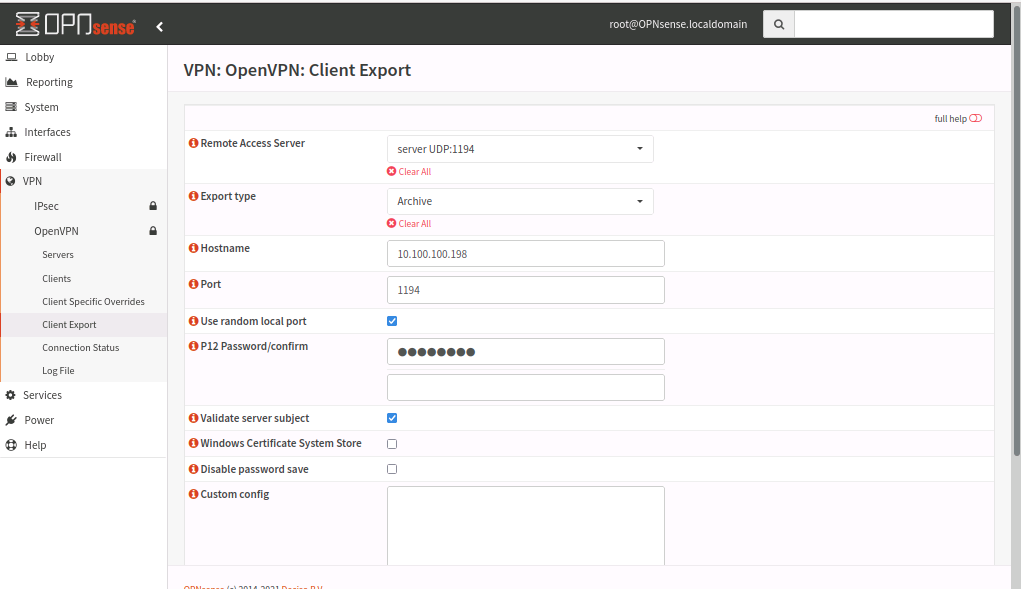 OPNsense
root@OPNsense.localdomain
Lobby
Reporting
System
Interfaces
Firewall
VPN
IPsec
OpenVPN
Servers
Clients
Client Specific Overrides
Client Export
Connection Status
Log File
Services
Power
Help
VPN: OpenVPN: Client Export
full help
Remote Access Server
server UDP:1194
Clear All
Export type
Archive
Clear All
Hostname
10.100.100.198
Port
1194
Use random local port
P12 Password/confirm
Validate server subject
Windows Certificate System Store
Disable password save
Custom config
OPNsense (c) 2014-2021 Deciso B.V.